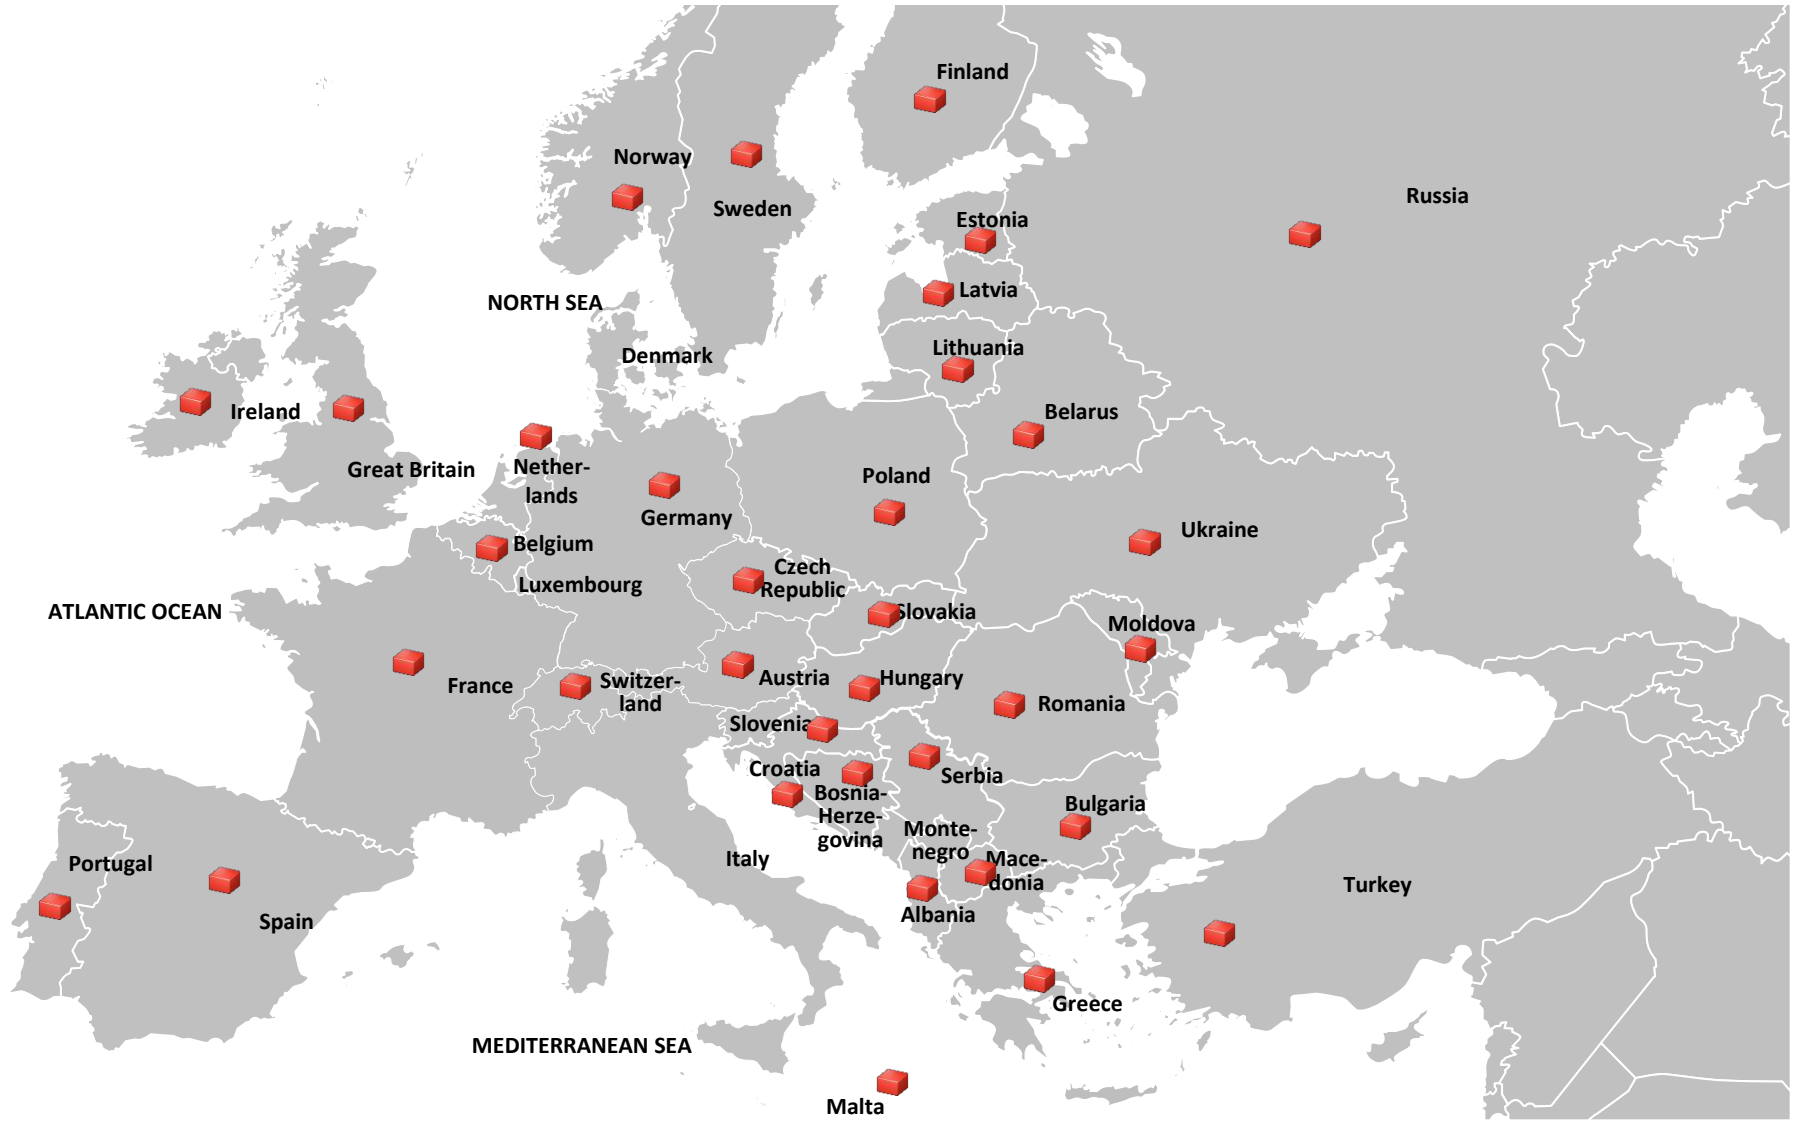 Finland
Norway
Russia
Sweden
Estonia
Latvia
NORTH SEA
Lithuania
Denmark
Ireland
Belarus
Great Britain
Nether-
lands
Poland
Germany
Ukraine
Belgium
Czech
Republic
Luxembourg
ATLANTIC OCEAN
Slovakia
Moldova
France
Switzer-
land
Austria
Hungary
Romania
Slovenia
Croatia
Serbia
Bosnia-
Herze-
govina
Bulgaria
Monte-
negro
Mace-
donia
Italy
Portugal
Turkey
Spain
Albania
Greece
MEDITERRANEAN SEA
Malta